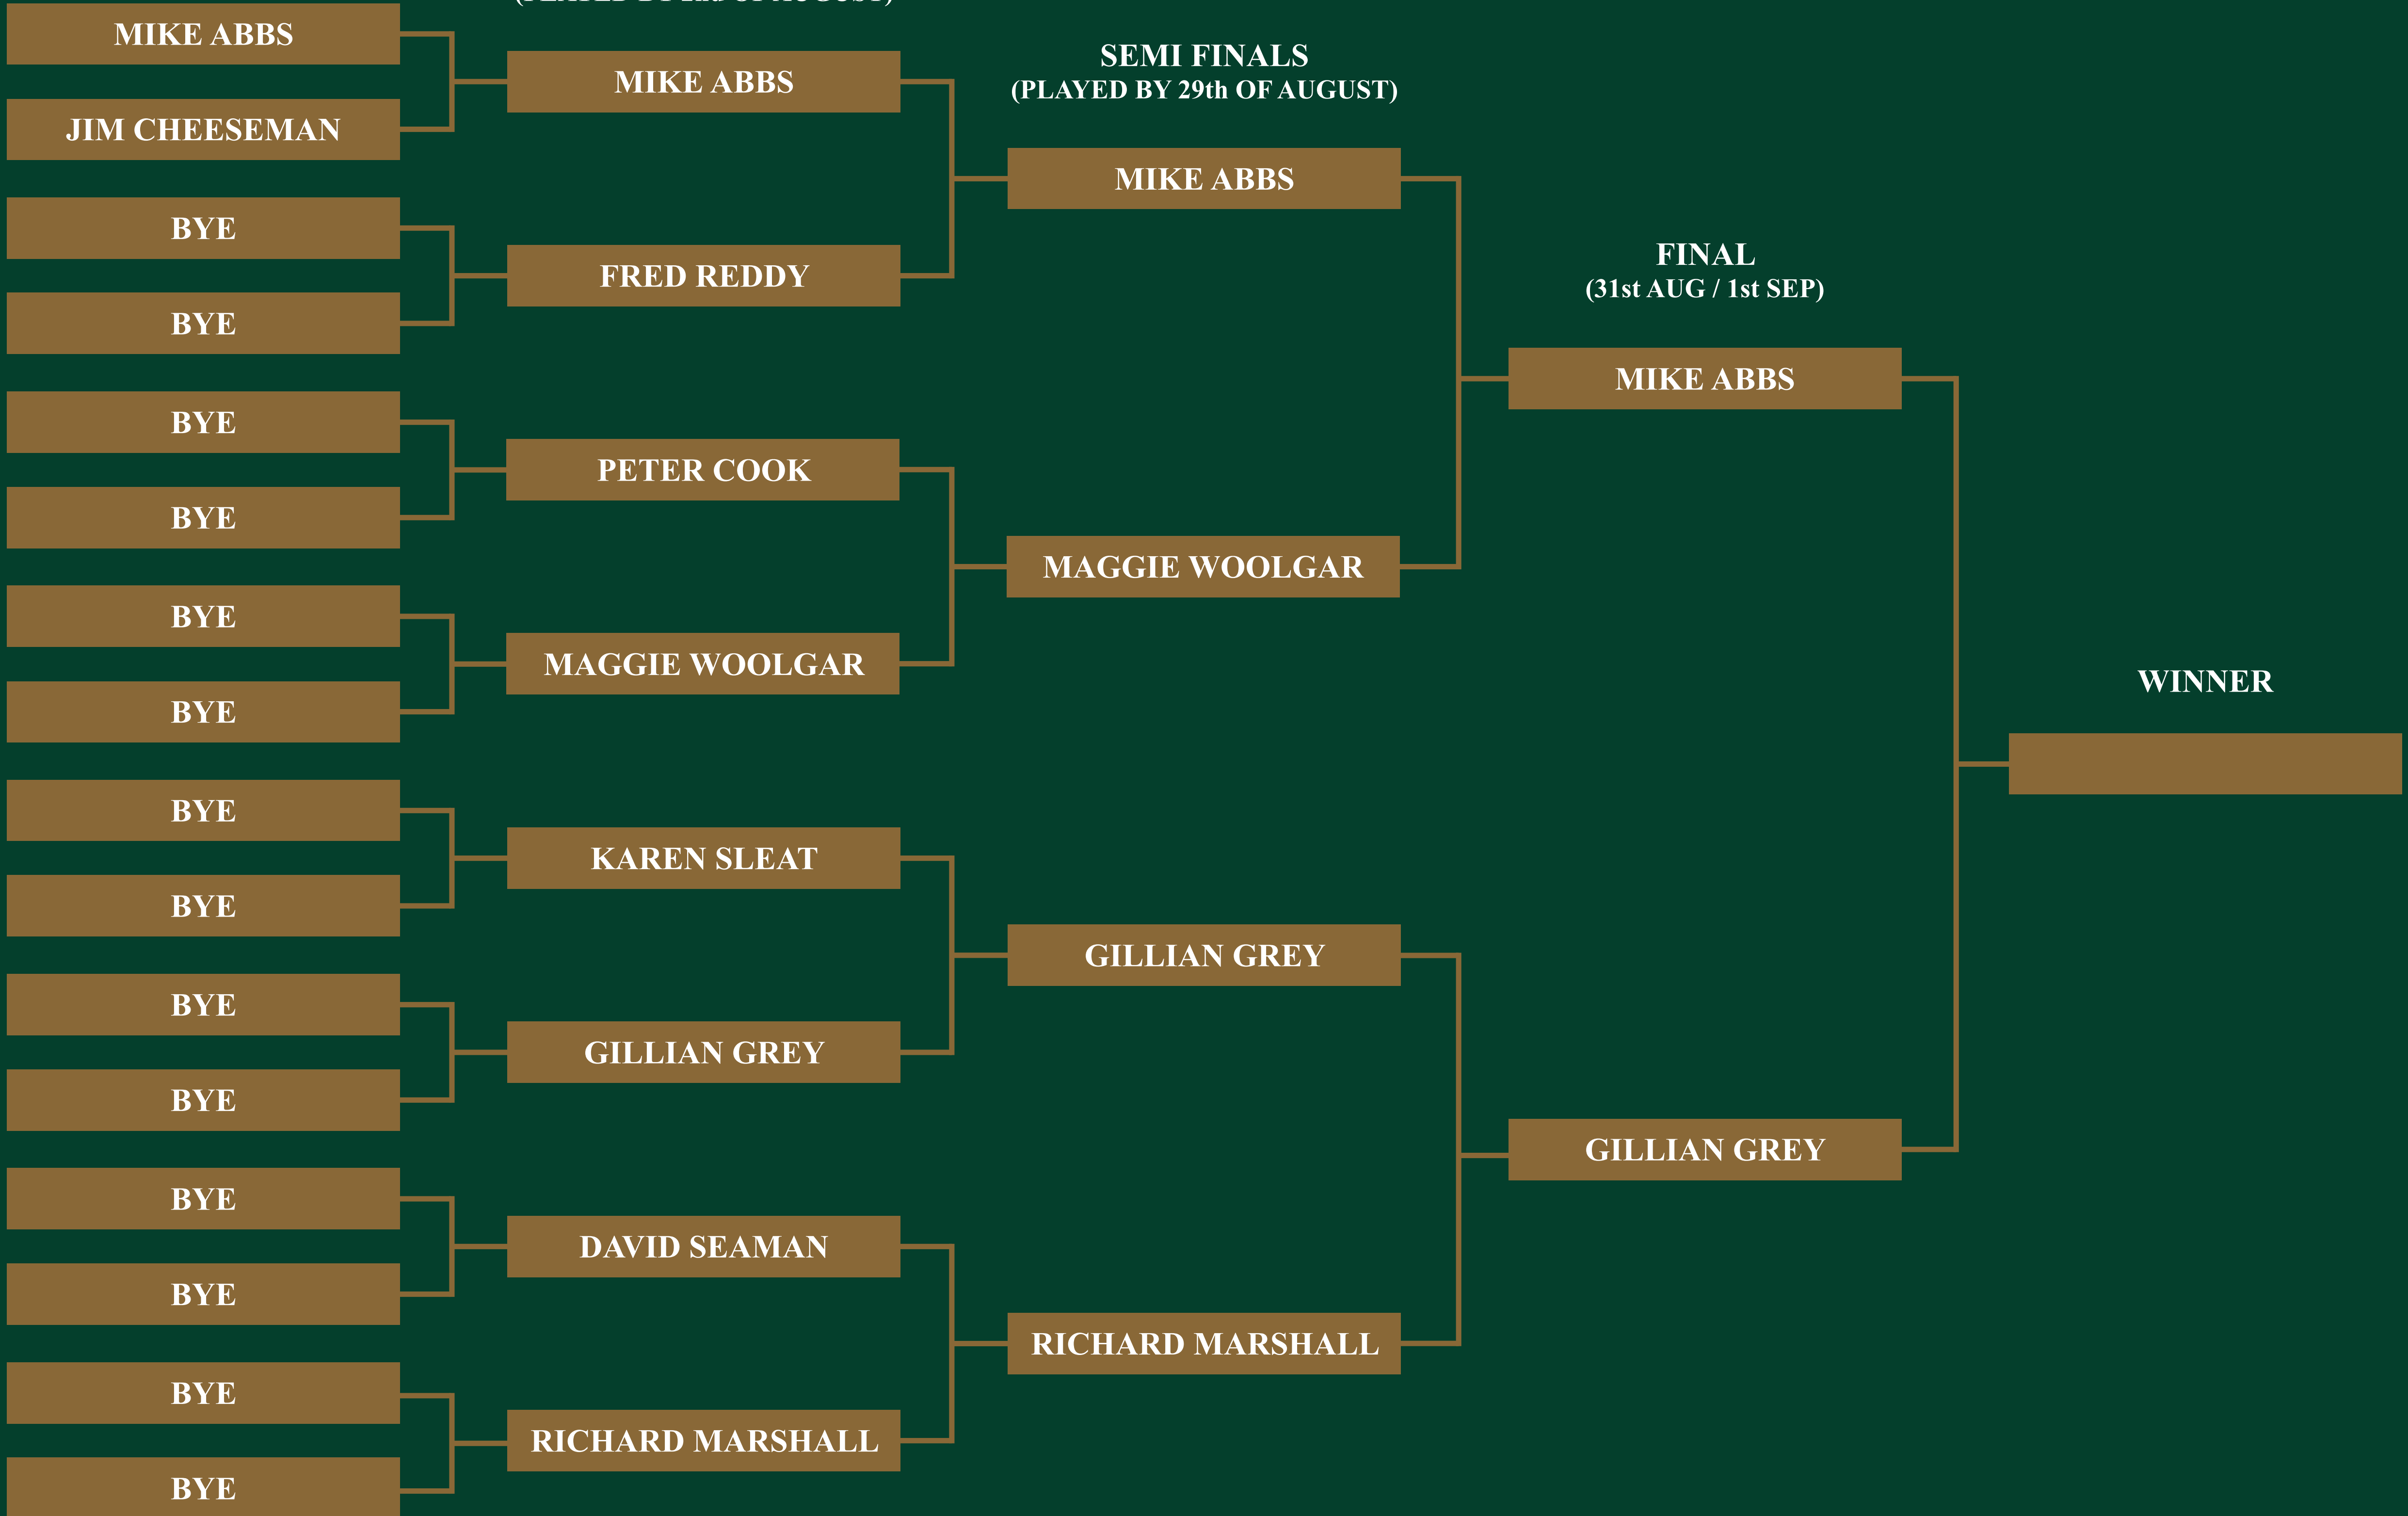 MIKE ABBS
JIM CHEESEMAN
BYE
BYE
BYE
BYE
BYE
BYE
BYE
BYE
BYE
BYE
BYE
BYE
BYE
BYE
MIKE ABBS
FRED REDDY
PETER COOK
MAGGIE WOOLGAR
KAREN SLEAT
GILLIAN GREY
DAVID SEAMAN
RICHARD MARSHALL
SEMI FINALS
(PLAYED BY 29th OF AUGUST)
MIKE ABBS
MAGGIE WOOLGAR
GILLIAN GREY
RICHARD MARSHALL
FINAL
(31st AUG / 1st SEP)
MIKE ABBS
GILLIAN GREY
WINNER